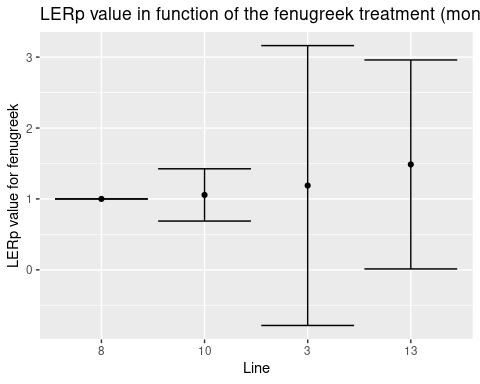 LERp value in function of the fenugreek treatment (mon
LERp value for fenugreek
3
2
1
0
8 10 3 13
Line